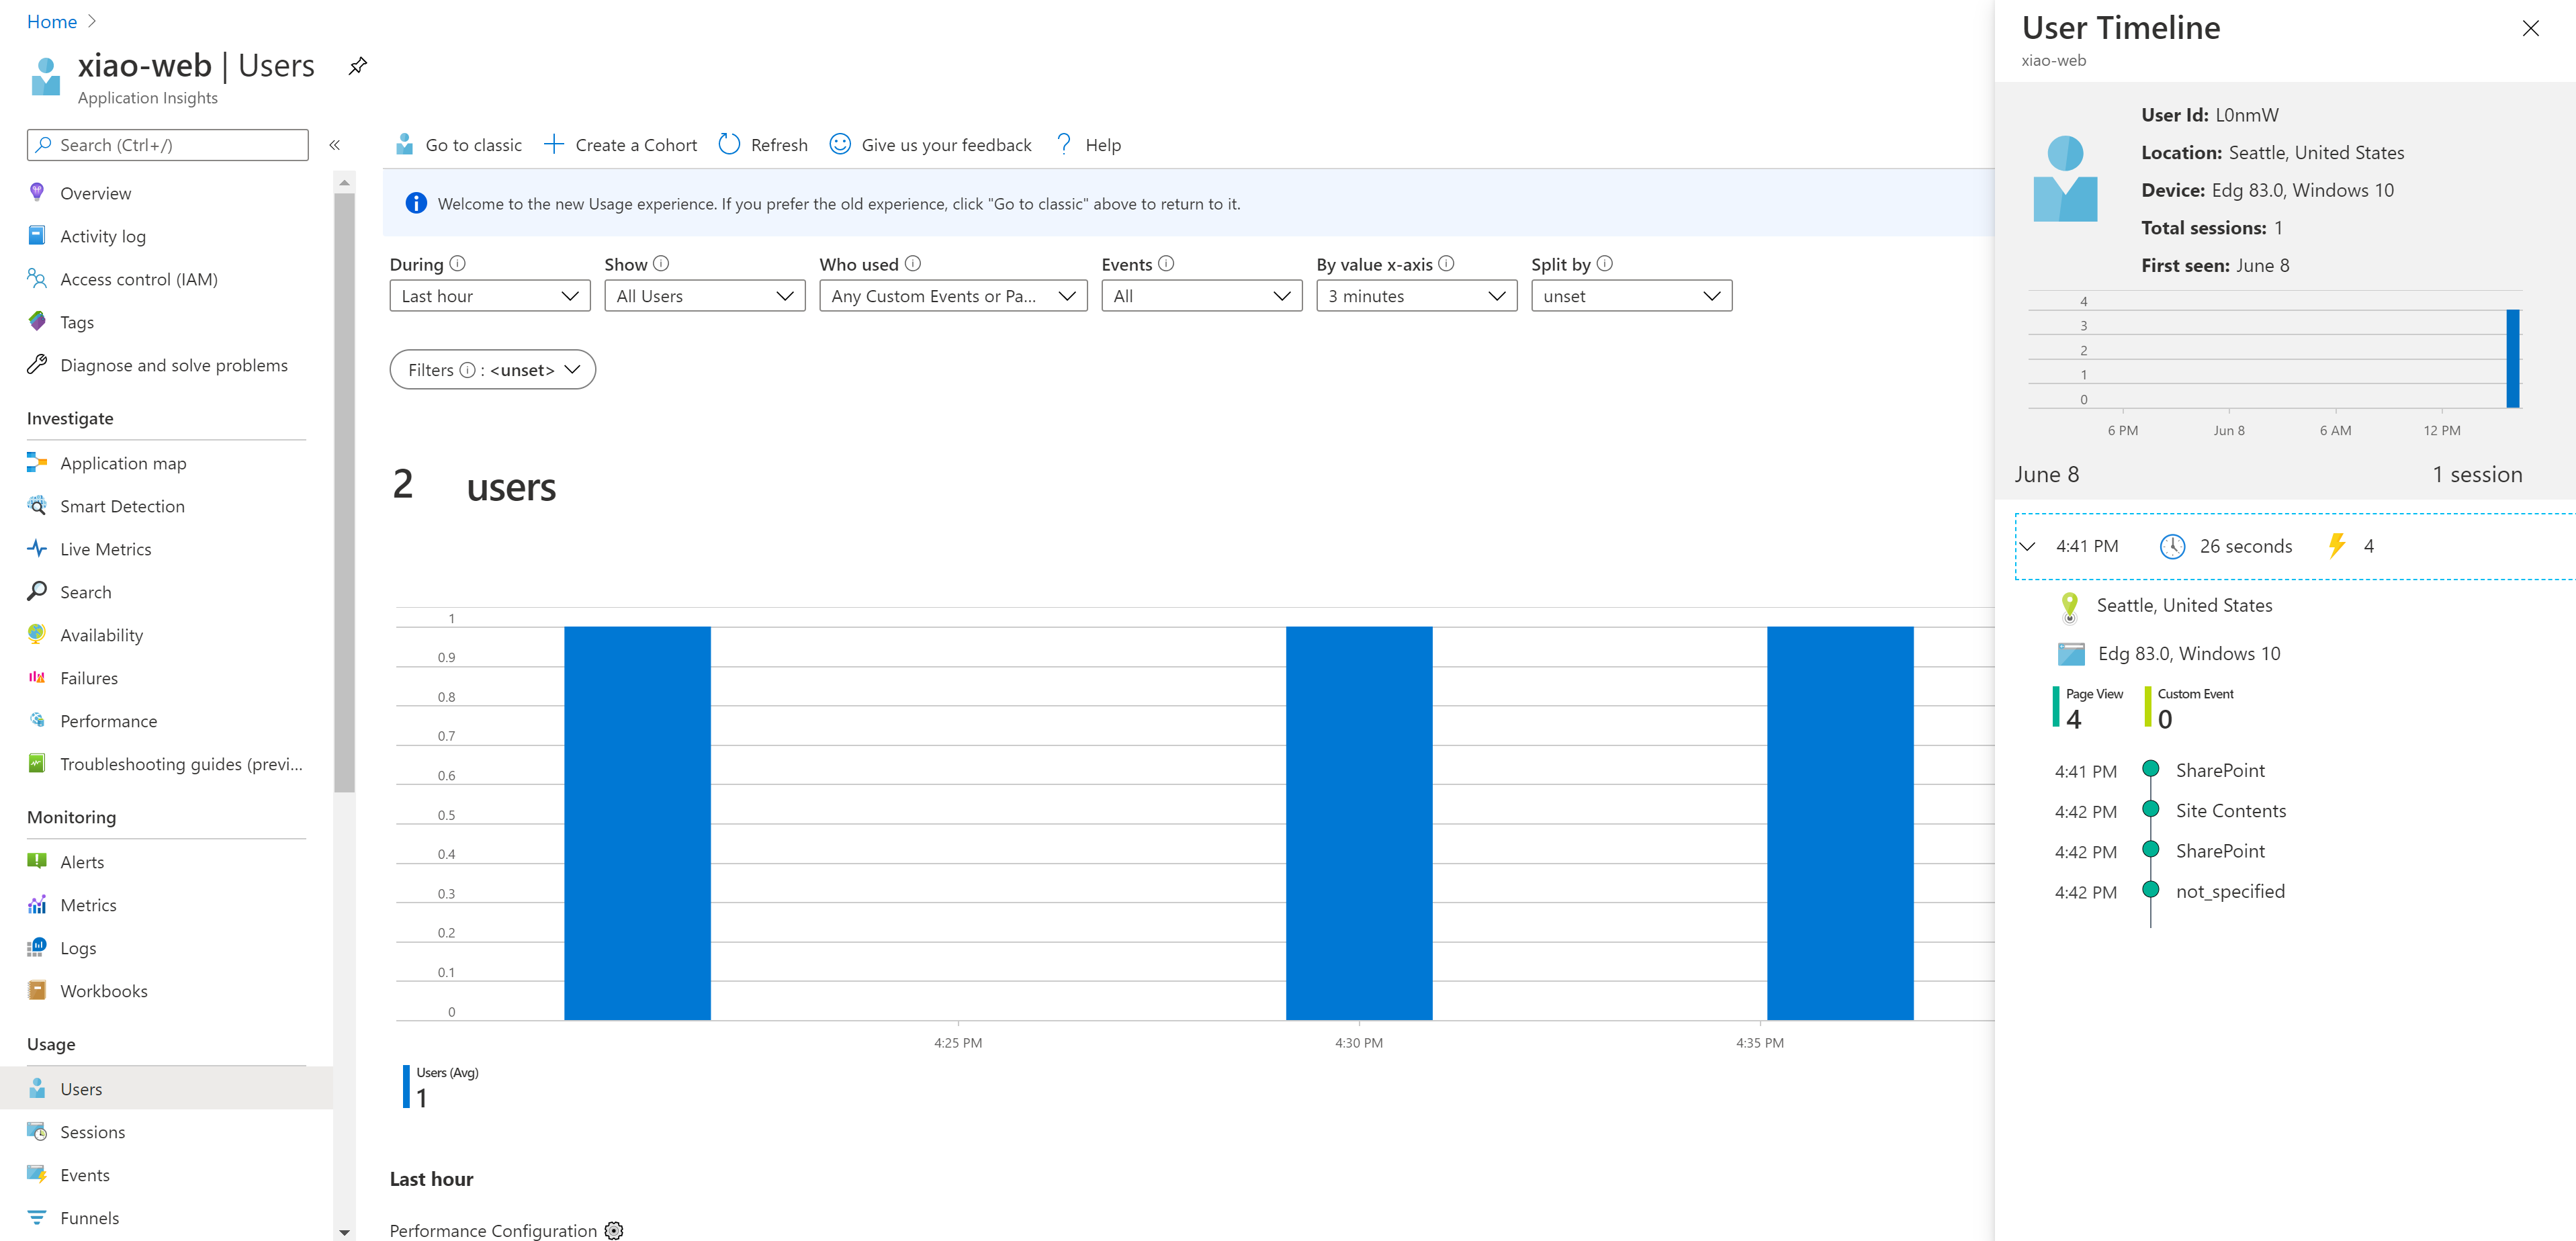 Home
xiao-web | Users
Application Insights
Search (Ctrl+/)
Overview
Activity log
Access control (IAM)
Tags
Diagnose and solve problems
Investigate
Application map
Smart Detection
Live Metrics
Search
Availability
Failures
Performance
Troubleshooting guides (previ...
Monitoring
Alerts
Metrics
Logs
Workbooks
Usage
Users
Sessions
Events
Funnels
Go to classic
Create a Cohort
Refresh
Give us your feedback
Help
Welcome to the new Usage experience. If you prefer the old experience, click "Go to classic" above to return to it.
During
Last hour
Show
All Users
Who used
Any Custom Events or Pa...
Events
All
By value x-axis
3 minutes
Split by
unset
Filters : <unset>
2 users
1
0.9
0.8
0.7
0.6
0.5
0.4
0.3
0.2
0.1
0
4:25 PM
4:30 PM
4:35 PM
Users (Avg)
1
Last hour
Performance Configuration
User Timeline
xiao-web
User Id: L0nmW
Location: Seattle, United States
Device: Edg 83.0, Windows 10
Total sessions: 1
First seen: June 8
4
3
2
1
0
6 PM
Jun 8
6 AM
12 PM
June 8
1 session
4:41 PM 26 seconds 4
Seattle, United States
Edg 83.0, Windows 10
Page View
4
Custom Event
0
4:41 PM SharePoint
4:42 PM Site Contents
4:42 PM SharePoint
4:42 PM not_specified